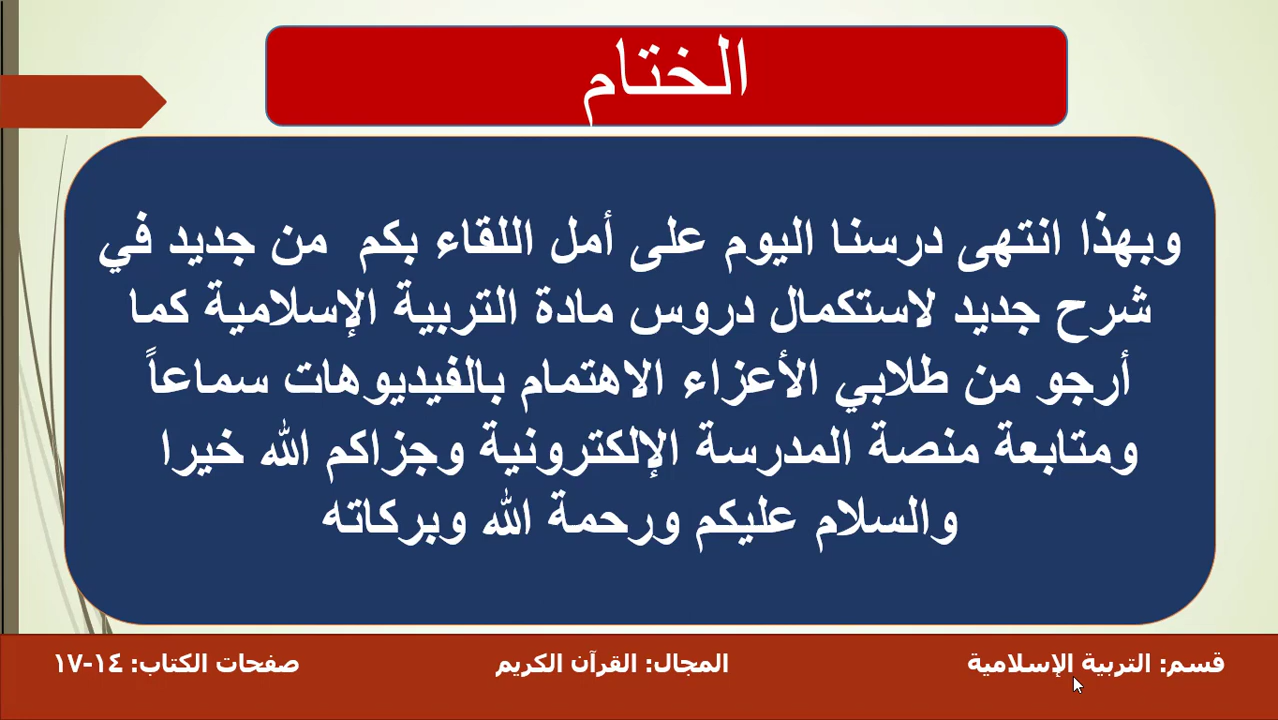 الختام
وبهذا انتهى درسنا اليوم على أمل اللقاء بكم من جديد في
شرح جديد لاستكمال دروس مادة التربية الإسلامية كما
أرجو من طلابي الأعزاء الاهتمام بالفيديوهات سماعاً
ومتابعة منصة المدرسة الإلكترونية وجزاكم الله خيرا
والسلام عليكم ورحمة الله وبركاته
قسم: التربية الإسلامية المجال: القرآن الكريم صفحات الكتاب: ١٤-١٧